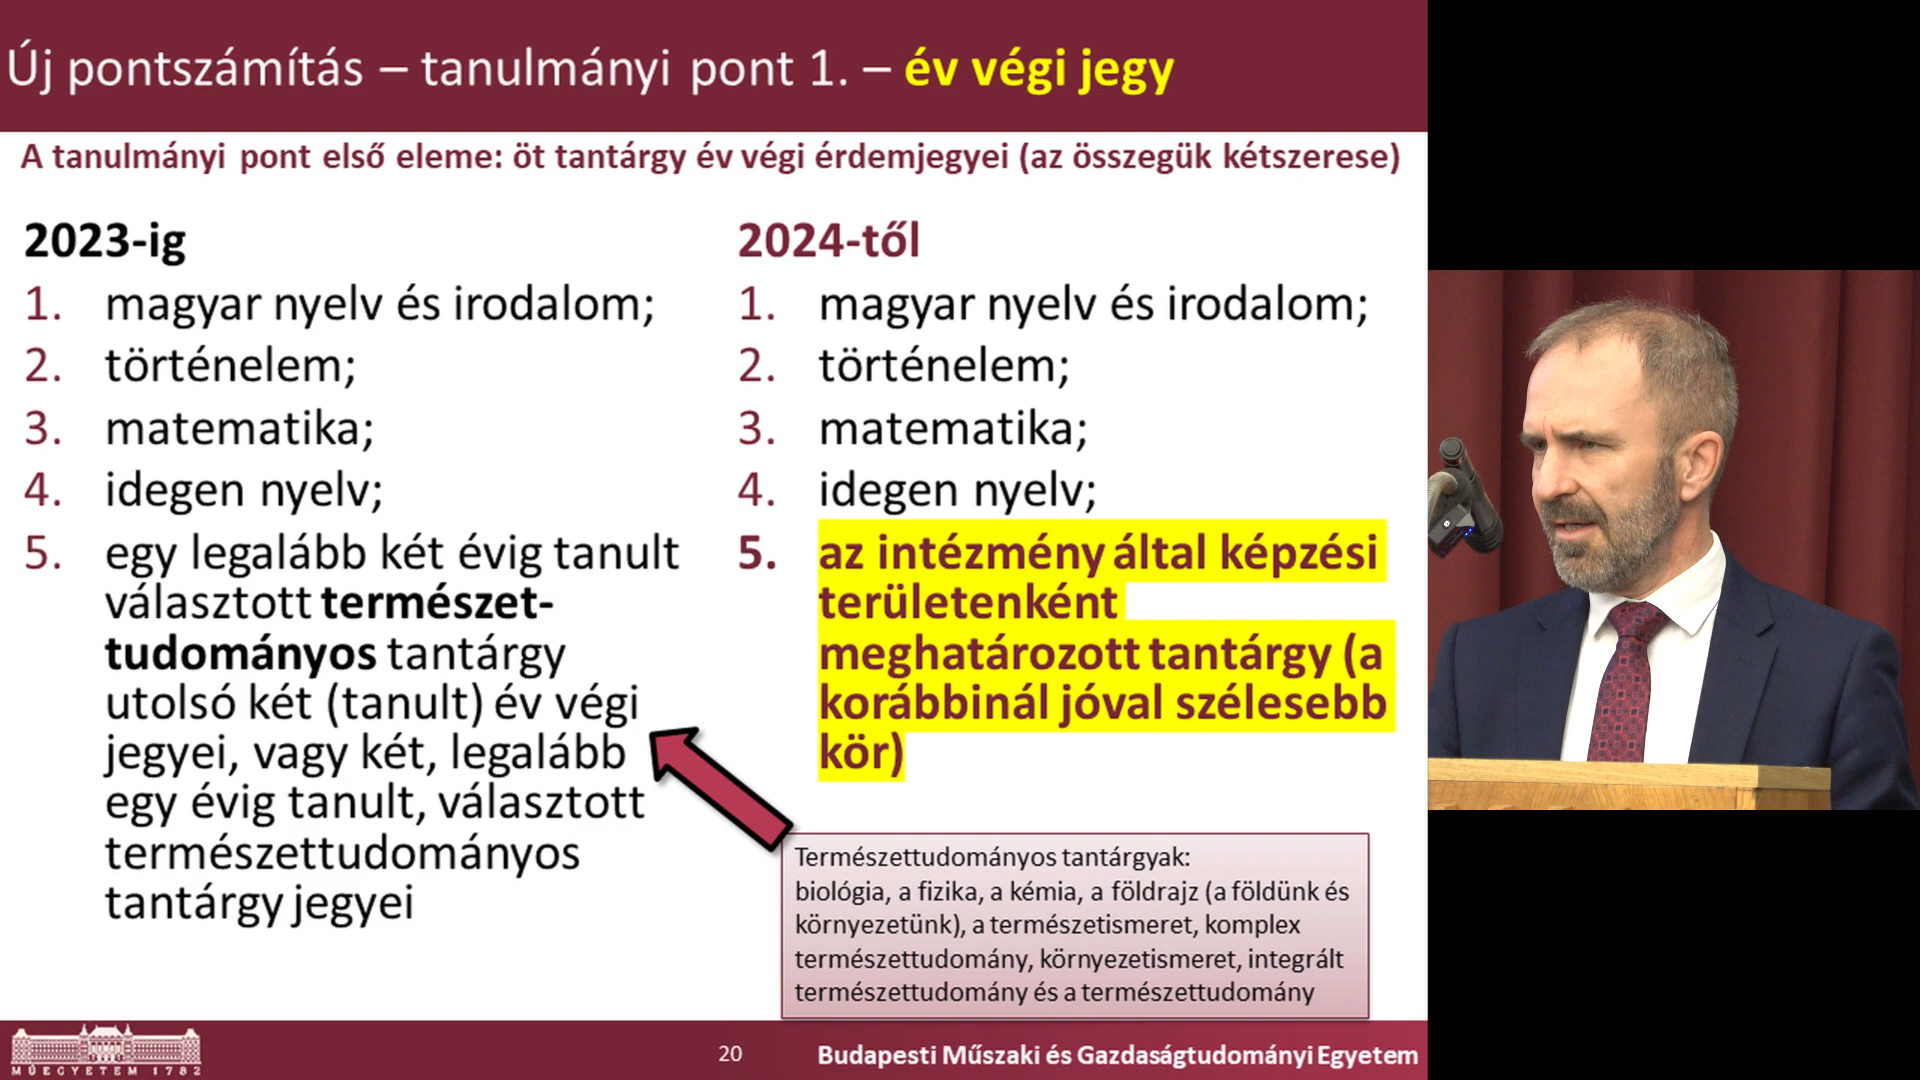 Új pontszámítás – tanulmányi pont 1. – év végi jegy
A tanulmányi pont első eleme: öt tantárgy év végi érdemjegyei (az összegük kétszerese)
2023-ig
1. magyar nyelv és irodalom;
2. történelem;
3. matematika;
4. idegen nyelv;
5. egy legalább két évig tanult
választott természet-
tudományos tantárgy
utolsó két (tanult) év végi
jegyei, vagy két, legalább
egy évig tanult, választott
természettudományos
tantárgy jegyei
2024-től
1. magyar nyelv és irodalom;
2. történelem;
3. matematika;
4. idegen nyelv;
5. az intézmény által képzési
területenként
meghatározott tantárgy (a
korábbinál jóval szélesebb
kör)
Természettudományos tantárgyak:
biológia, a fizika, a kémia, a földrajz (a földünk és
környezetünk), a természetismeret, komplex
természettudomány, környezetismeret, integrált
természettudomány és a természettudomány
MŰEGYETEM 1782
20
Budapesti Műszaki és Gazdaságtudományi Egyetem